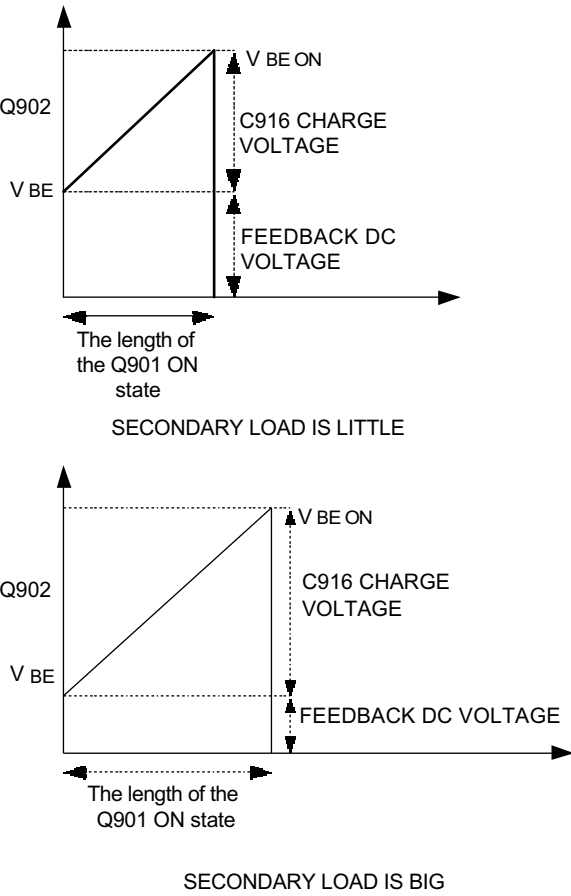 V BE ON
Q902
C916 CHARGE
VOLTAGE
V BE
FEEDBACK DC
VOLTAGE
The length of
the Q901 ON
state
SECONDARY LOAD IS LITTLE
V BE ON
Q902
C916 CHARGE
VOLTAGE
V BE
FEEDBACK DC VOLTAGE
The length of the
Q901 ON state
SECONDARY LOAD IS BIG